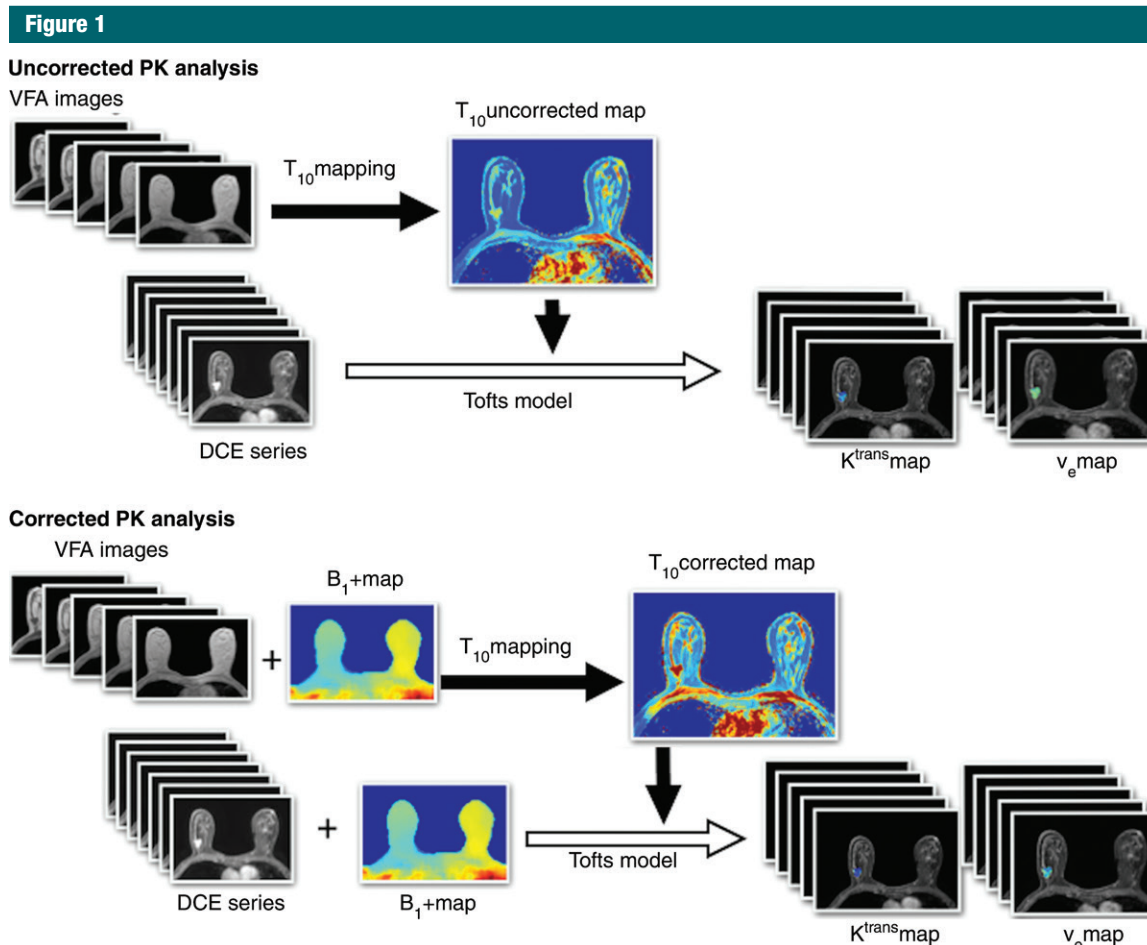 Figure 1
Uncorrected PK analysis
VFA images
T₁₀uncorrected map
T₁₀mapping
Tofts model
DCE series
Kᵗʳᵃⁿˢmap
vₑmap
Corrected PK analysis
VFA images
B₁+map
T₁₀corrected map
T₁₀mapping
+
+
Tofts model
DCE series
B₁+map
Kᵗʳᵃⁿˢmap
vₑmap